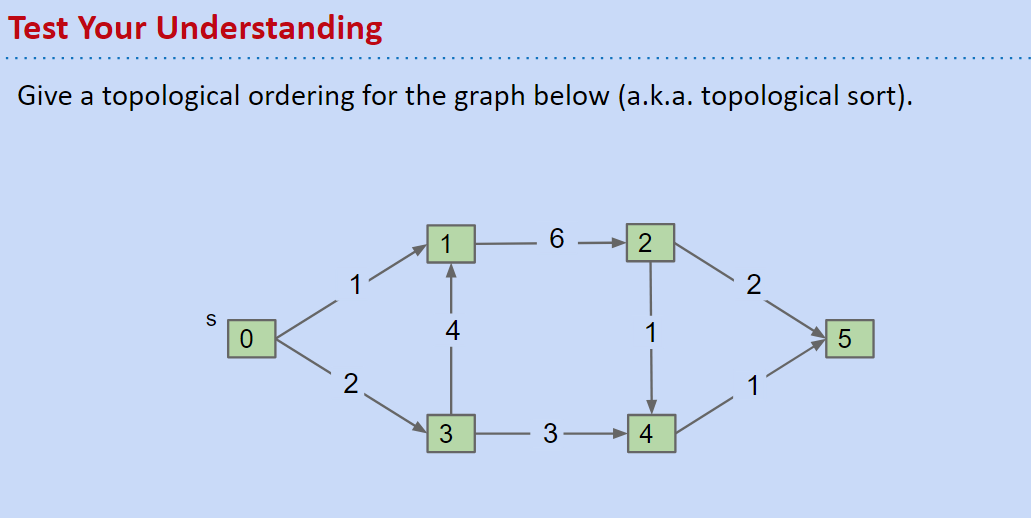 Test Your Understanding
Give a topological ordering for the graph below (a.k.a. topological sort).
1 6 2
1 2
s 0 4 1 5
2 1
3 3 4